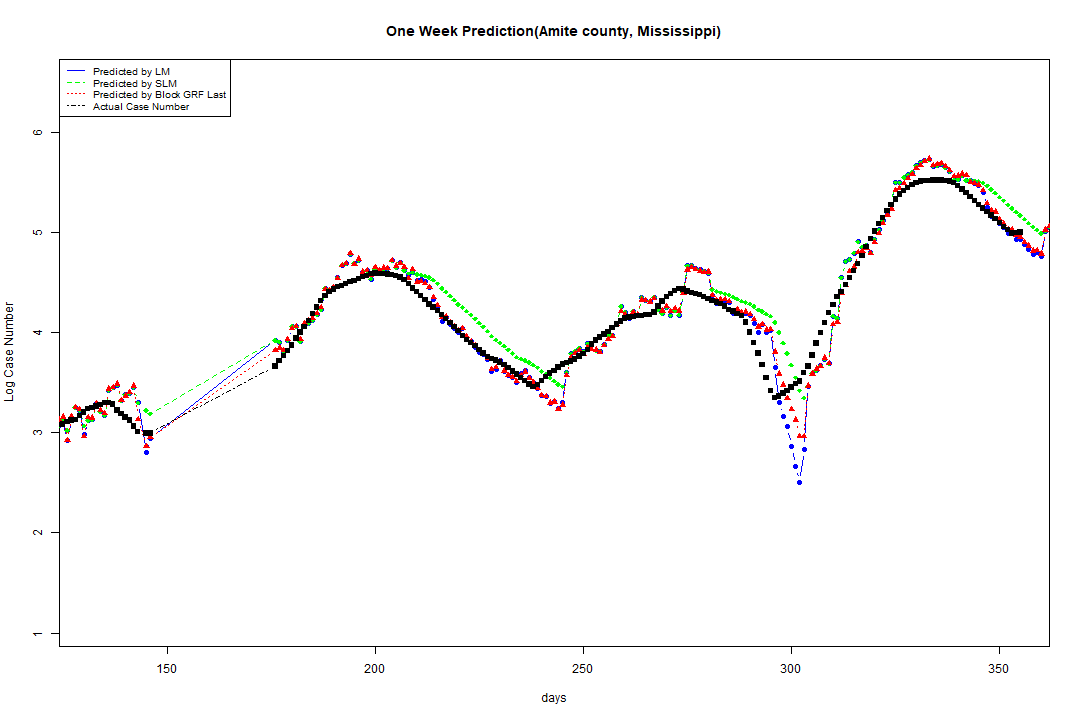 One Week Prediction(Amite county, Mississippi)
Predicted by LM
Predicted by SLM
Predicted by Block GRF Last
Actual Case Number
Log Case Number
6
5
4
3
2
1
150 200 250 300 350
days